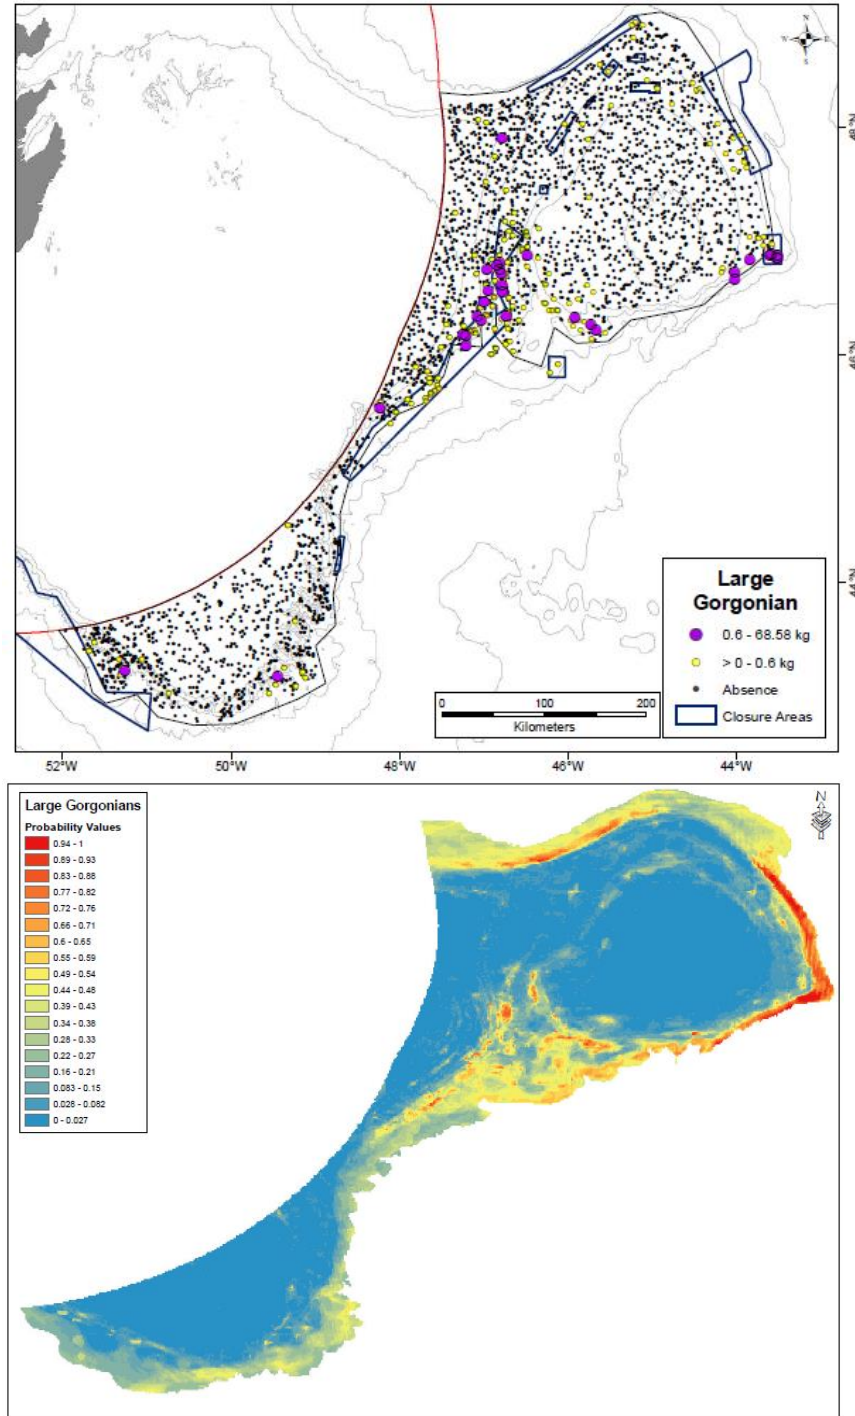 N
W E
S
48°N
46°N
44°N
Large
Gorgonian
0.6 - 68.58 kg
> 0 - 0.6 kg
Absence
Closure Areas
0 100 200
Kilometers
52°W 50°W 48°W 46°W 44°W
Large Gorgonians
Probability Values
0.94 - 1
0.89 - 0.93
0.83 - 0.88
0.77 - 0.82
0.72 - 0.76
0.66 - 0.71
0.6 - 0.65
0.55 - 0.59
0.49 - 0.54
0.44 - 0.48
0.39 - 0.43
0.34 - 0.38
0.28 - 0.33
0.22 - 0.27
0.16 - 0.21
0.083 - 0.15
0.028 - 0.082
0 - 0.027
N